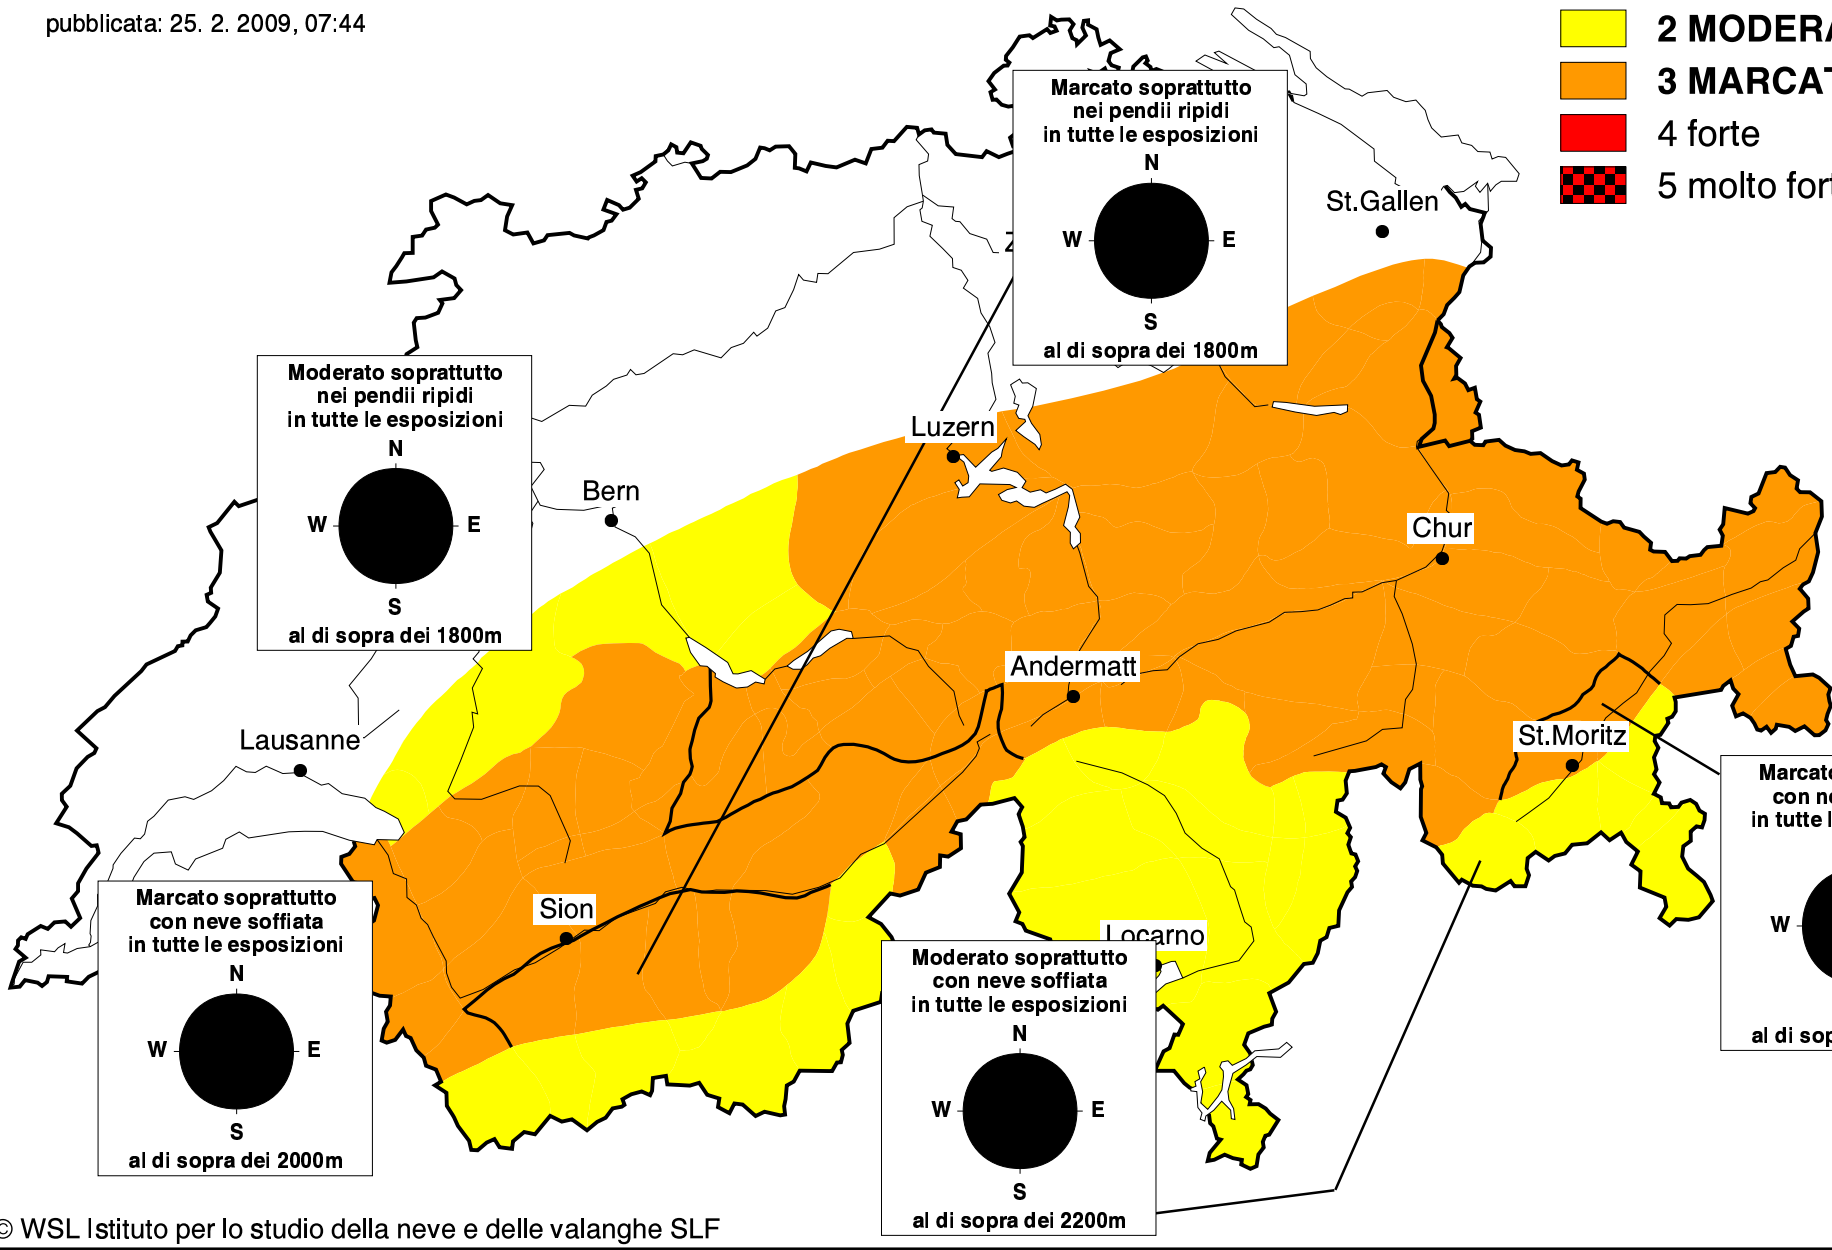 pubblicata: 25. 2. 2009, 07:44
3 MARCAT
4 forte
5 molto fort
2 MODERA
Marcato soprattutto
nei pendii ripidi
in tutte le esposizioni
N
W E
S
al di sopra dei 1800m
St.Gallen
Z
Moderato soprattutto
nei pendii ripidi
in tutte le esposizioni
N
W E
S
al di sopra dei 1800m
Luzern
Bern
Chur
Andermatt
St.Moritz
Lausanne
Marcato
con ne
in tutte l
W
al di sop
Marcato soprattutto
con neve soffiata
in tutte le esposizioni
N
W E
S
al di sopra dei 2000m
Sion
Locarno
Moderato soprattutto
con neve soffiata
in tutte le esposizioni
N
W E
S
al di sopra dei 2200m
© WSL Istituto per lo studio della neve e delle valanghe SLF